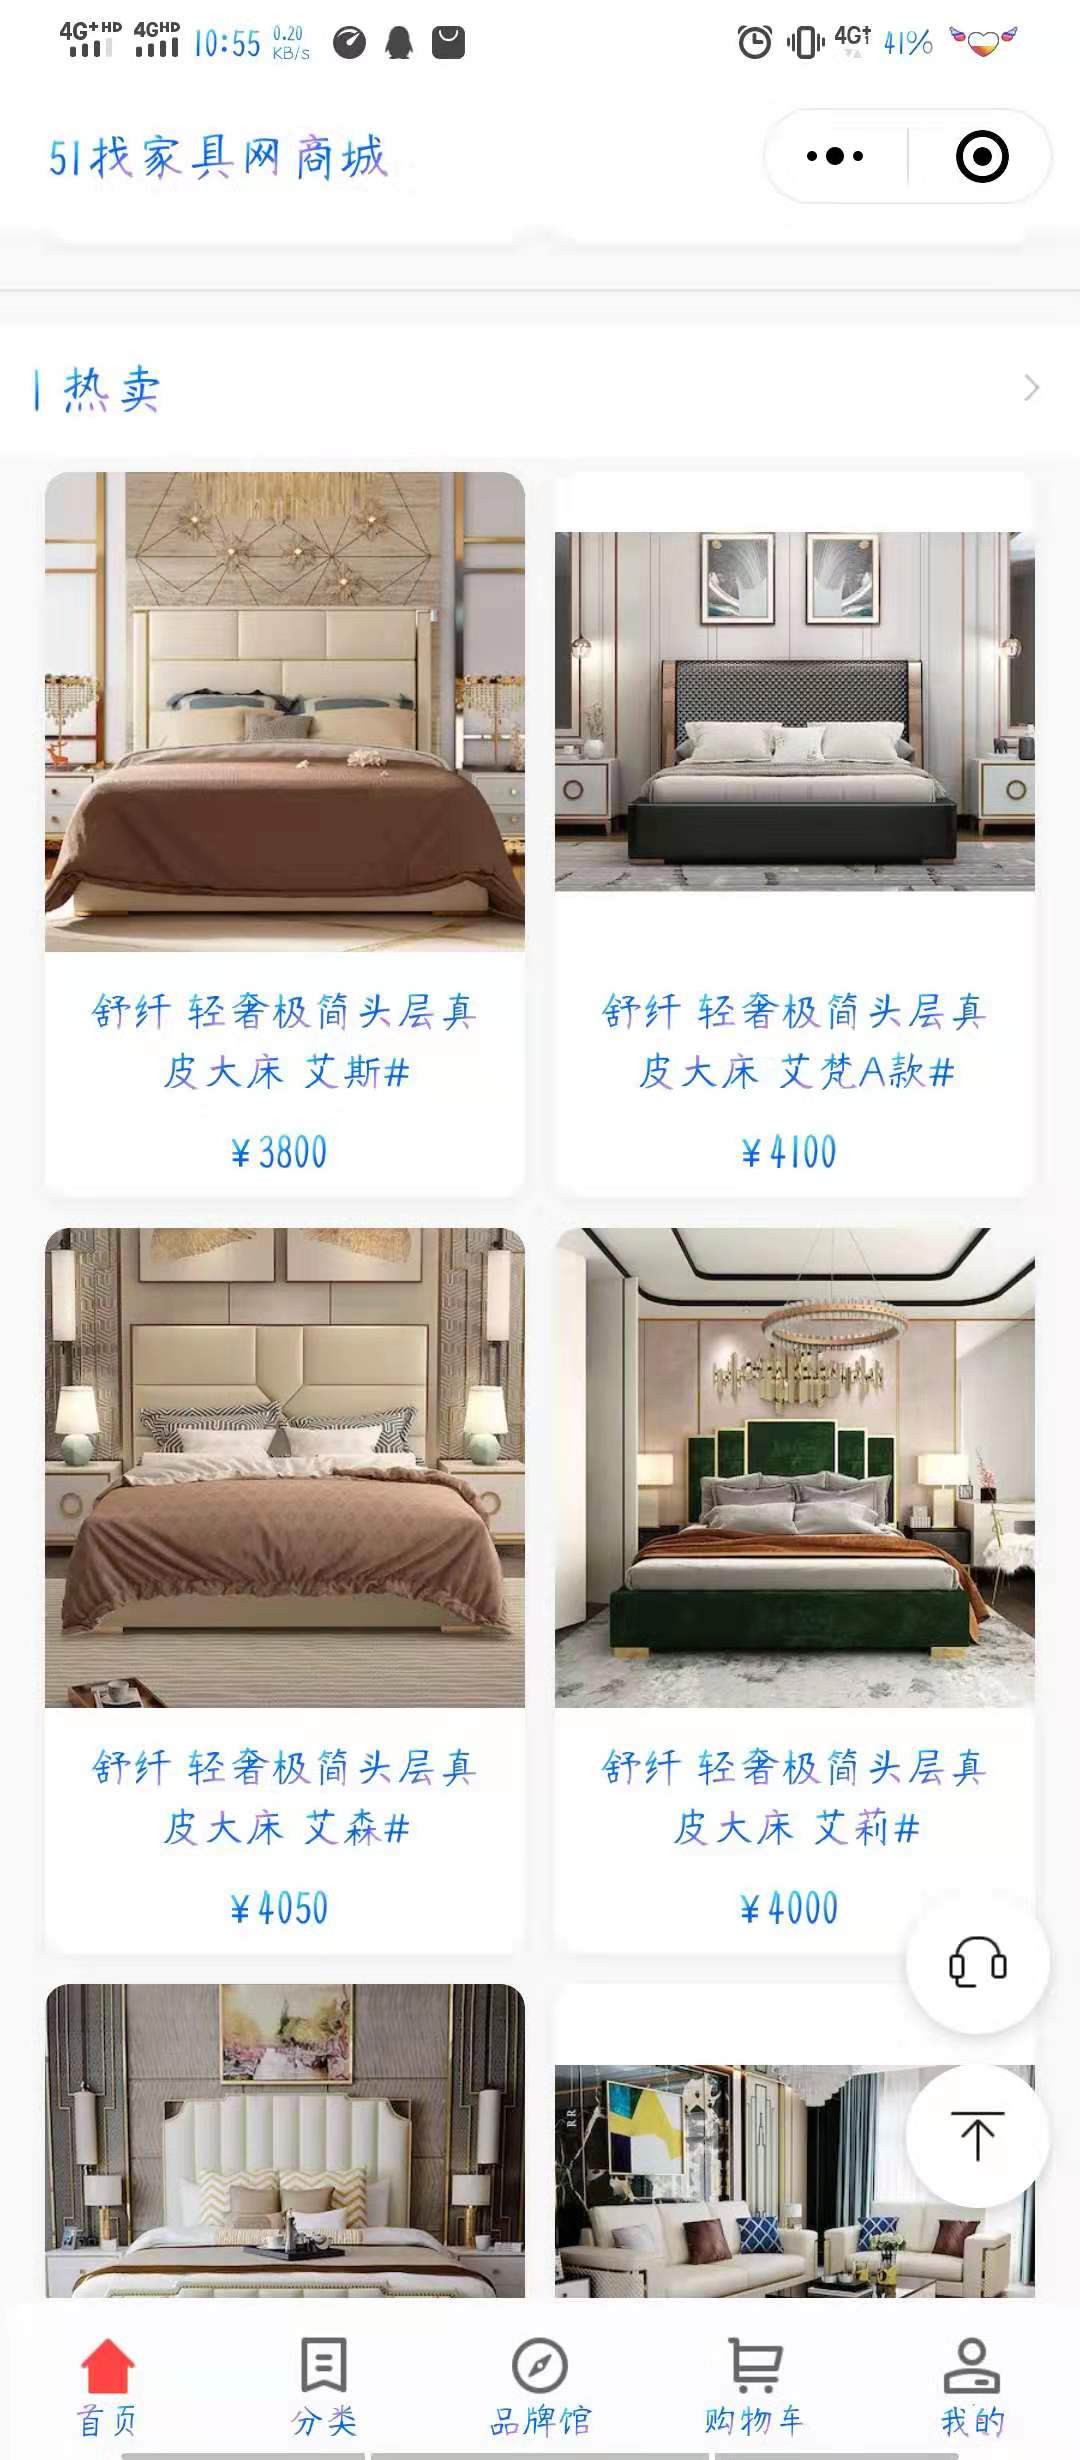 4G+HD 4GHD 10:55 0.20 KB/s 4G+ 41%
51找家具网商城
热卖
舒纤 轻奢极简头层真
皮大床 艾斯#
¥3800
舒纤 轻奢极简头层真
皮大床 艾梵A款#
¥4100
舒纤 轻奢极简头层真
皮大床 艾森#
¥4050
舒纤 轻奢极简头层真
皮大床 艾莉#
¥4000
RR
首页 分类 品牌馆 购物车 我的